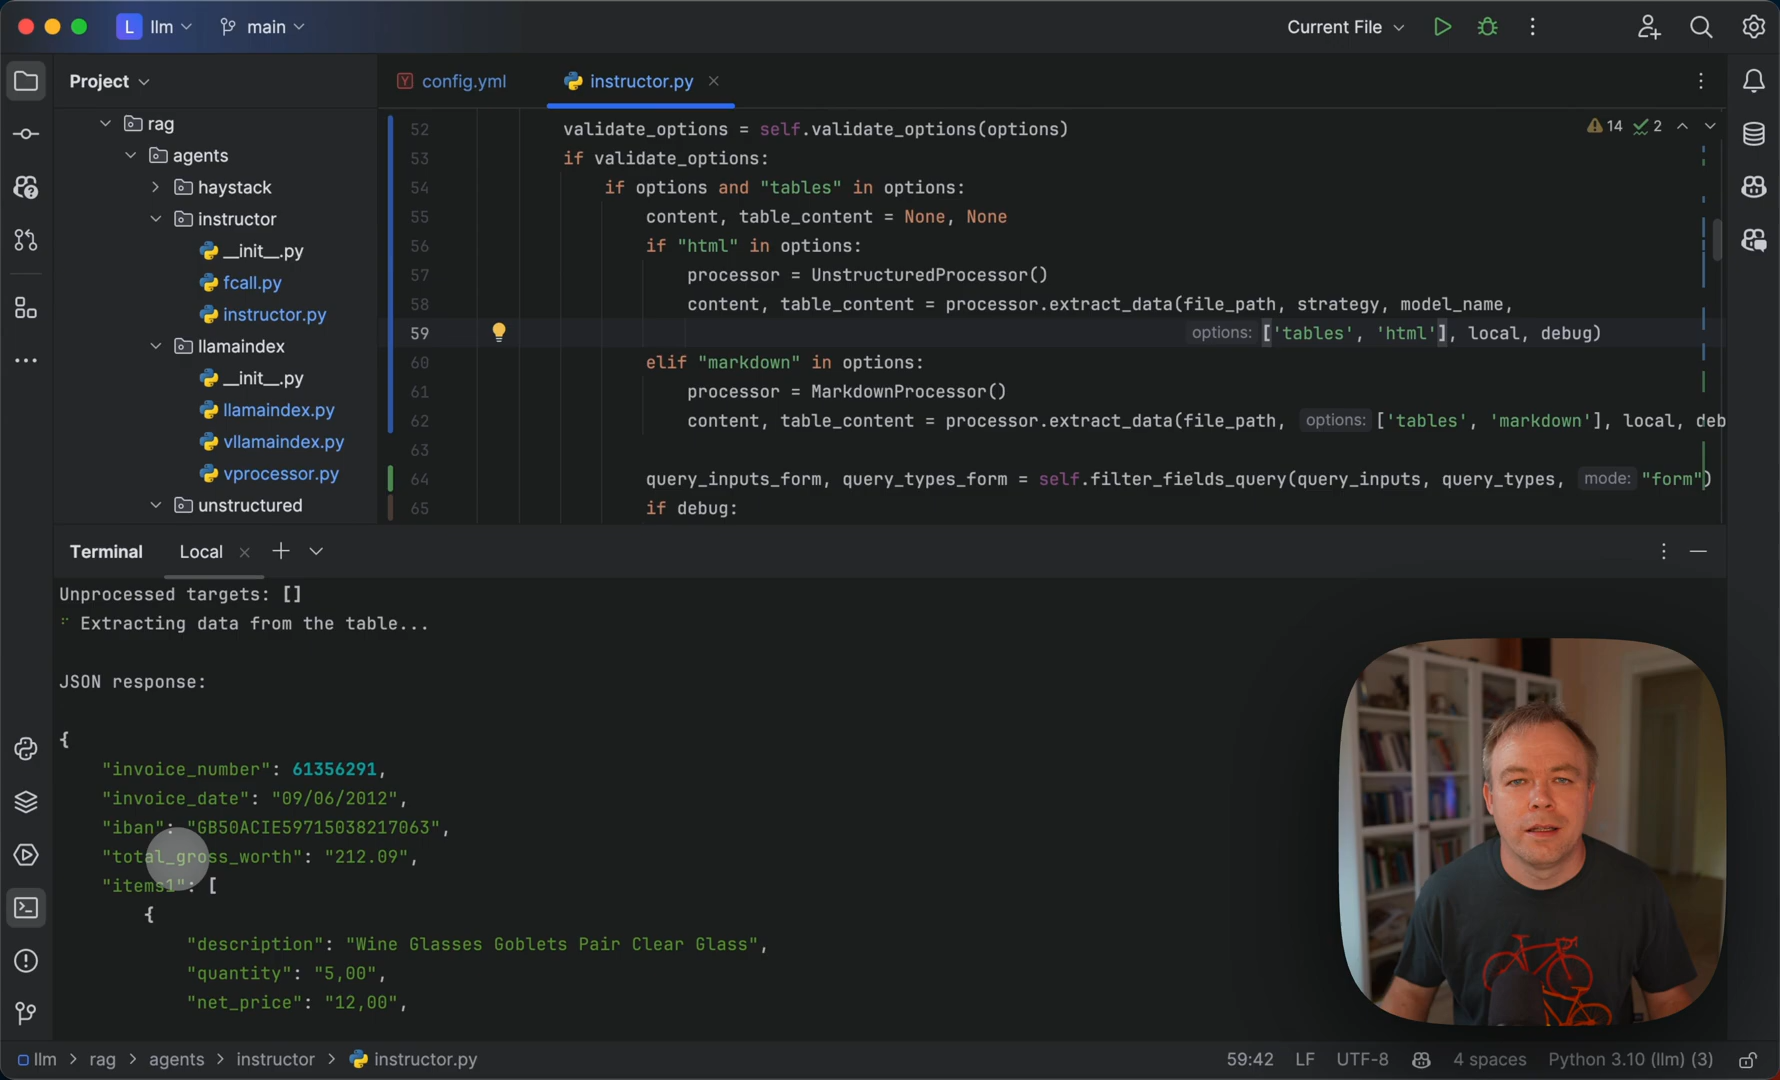 L llm main Current File
Project config.yml instructor.py
rag
agents
haystack
instructor
__init__.py
fcall.py
instructor.py
llamaindex
__init__.py
llamaindex.py
vllamaindex.py
vprocessor.py
unstructured
14 2
52 validate_options = self.validate_options(options)
53 if validate_options:
54 if options and "tables" in options:
55 content, table_content = None, None
56 if "html" in options:
57 processor = UnstructuredProcessor()
58 content, table_content = processor.extract_data(file_path, strategy, model_name,
59 options: ['tables', 'html'], local, debug)
60 elif "markdown" in options:
61 processor = MarkdownProcessor()
62 content, table_content = processor.extract_data(file_path, options: ['tables', 'markdown'], local, deb
63
64 query_inputs_form, query_types_form = self.filter_fields_query(query_inputs, query_types, mode: "form")
65 if debug:
Terminal Local
Unprocessed targets: []
Extracting data from the table...
JSON response:
{
"invoice_number": 61356291,
"invoice_date": "09/06/2012",
"iban": "GB50ACIE59715038217063",
"total_gross_worth": "212.09",
"items1": [
{
"description": "Wine Glasses Goblets Pair Clear Glass",
"quantity": "5,00",
"net_price": "12,00",
llm > rag > agents > instructor > instructor.py 59:42 LF UTF-8 4 spaces Python 3.10 (llm) (3)